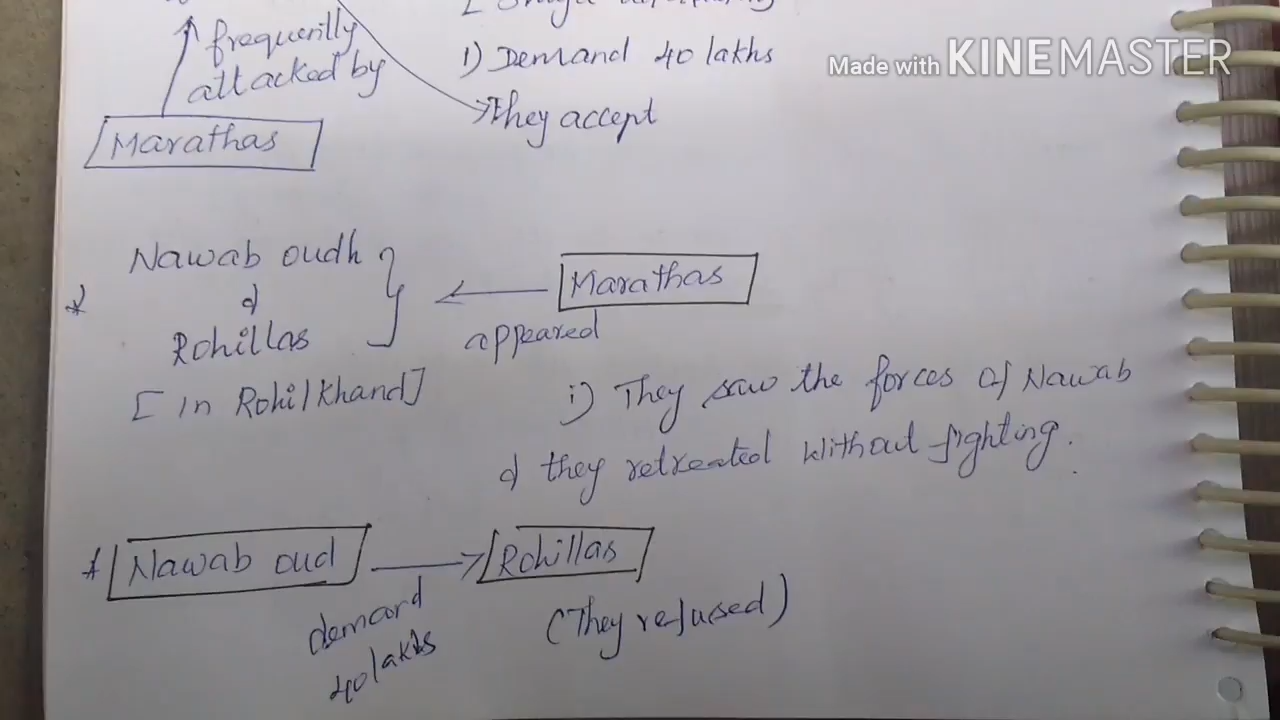 frequently
attacked by
Marathas
1) Demand 40 lakhs
They accept
Made with KINEMASTER
Nawab oudh
&
Rohillas
[In Rohilkhand]
Marathas
appeared
i) They saw the forces of Nawab
& they retreated without fighting.
Nawab oud
demand
40 lakhs
Rohillas
(They refused)